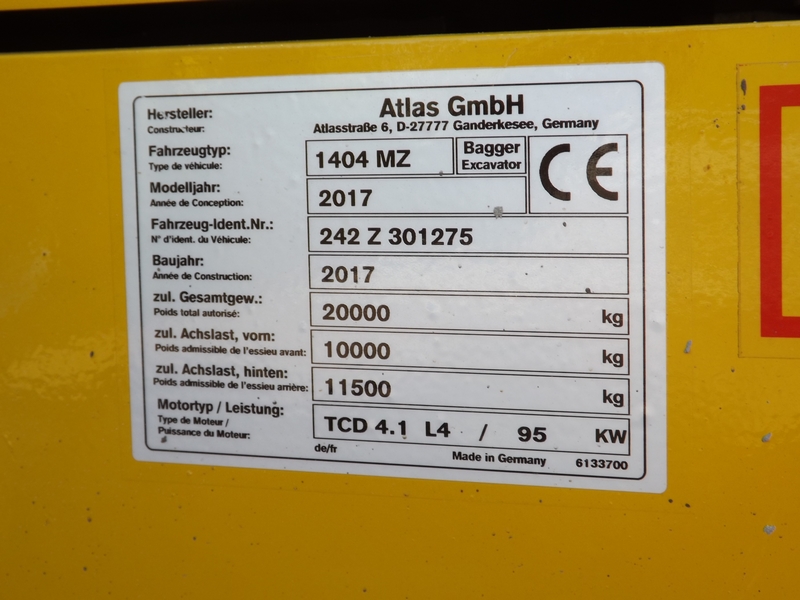 Hersteller: Atlas GmbH
Constructeur: Atlasstraße 6, D-27777 Ganderkesee, Germany
Fahrzeugtyp: 1404 MZ Bagger CE
Type de véhicule: Excavator
Modelljahr: 2017
Année de Conception:
Fahrzeug-Ident.Nr.: 242 Z 301275
N° d'ident. du Véhicule:
Baujahr: 2017
Année de Construction:
zul. Gesamtgew.: 20000 kg
Poids total autorisé:
zul. Achslast, vorn: 10000 kg
Poids admissible de l'essieu avant:
zul. Achslast, hinten: 11500 kg
Poids admissible de l'essieu arrière:
Motortyp / Leistung: TCD 4.1 L4 / 95 KW
Type de Moteur /
Puissance du Moteur:
de/fr Made in Germany 6133700